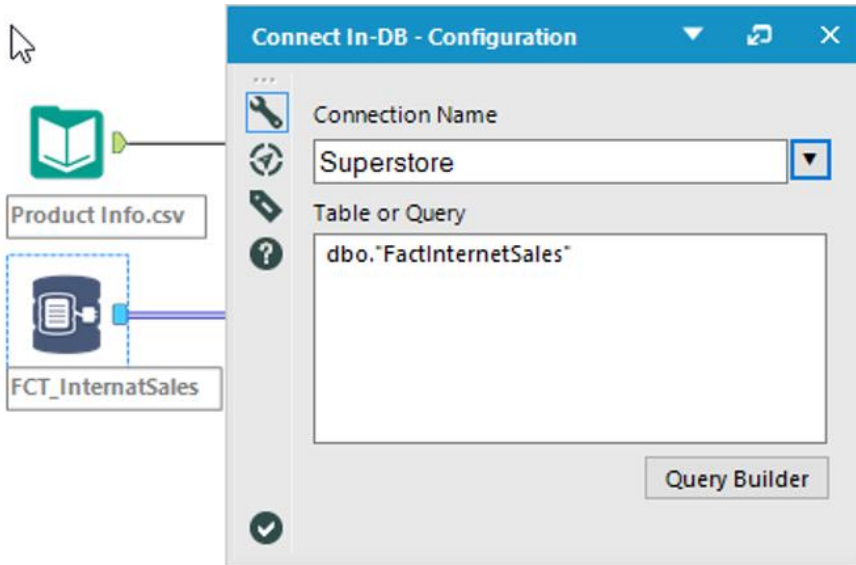 Connect In-DB - Configuration
Connection Name
Superstore
Product Info.csv
Table or Query
dbo."FactInternetSales"
FCT_InternatSales
Query Builder